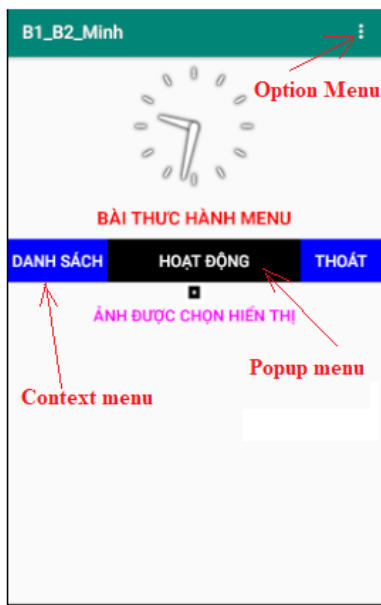 B1_B2_Minh
Option Menu
BÀI THƯC HÀNH MENU
DANH SÁCH HOẠT ĐỘNG THOÁT
ẢNH ĐƯỢC CHỌN HIỂN THỊ
Popup menu
Context menu